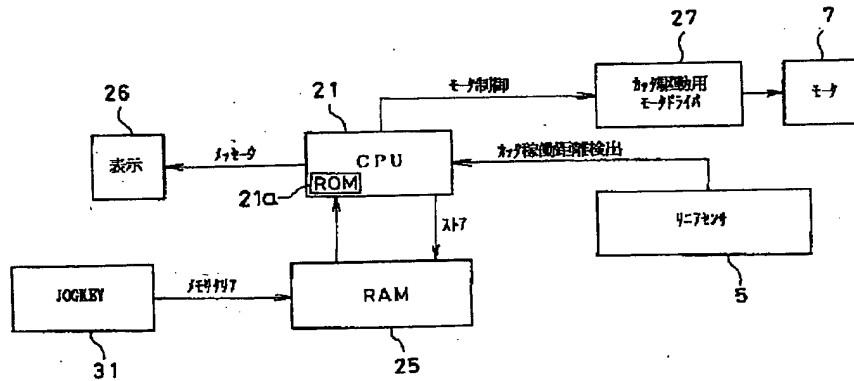 27
7
カッタ駆動用
モータドライバ
モータ
モータ制御
21
26
CPU
ROM
21a
表示
メッセージ
カッタ稼働距離検出
リニアセンサ
5
ストア
JOGKEY
31
メモリクリア
RAM
25